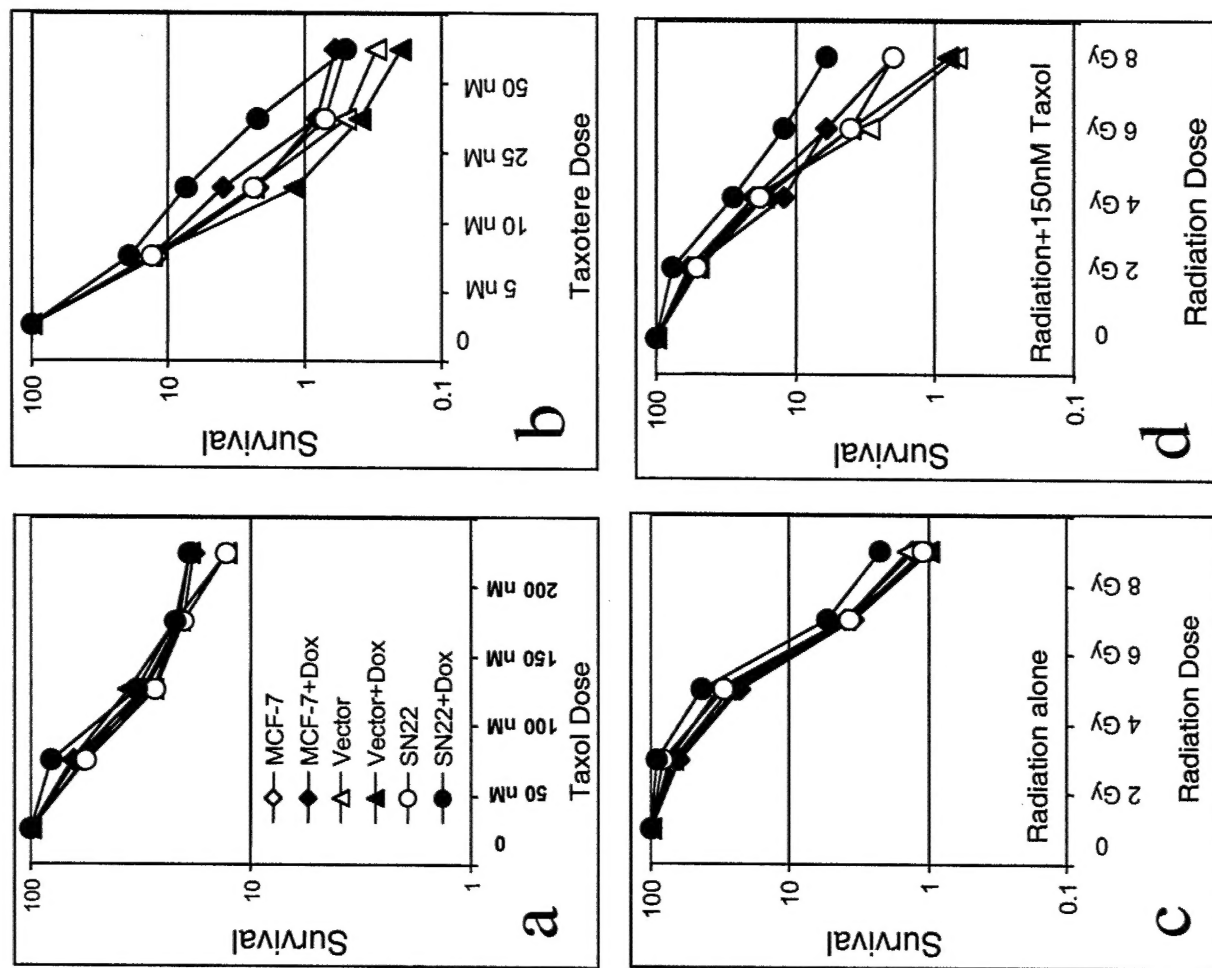 a
Survival
100
10
1
0
50 nM
100 nM
150 nM
200 nM
Taxol Dose
MCF-7
MCF-7+Dox
Vector
Vector+Dox
SN22
SN22+Dox
b
Survival
100
10
1
0.1
0
5 nM
10 nM
25 nM
50 nM
Taxotere Dose
c
Survival
100
10
1
0.1
Radiation alone
0
2 Gy
4 Gy
6 Gy
8 Gy
Radiation Dose
d
Survival
100
10
1
0.1
Radiation+150nM Taxol
0
2 Gy
4 Gy
6 Gy
8 Gy
Radiation Dose